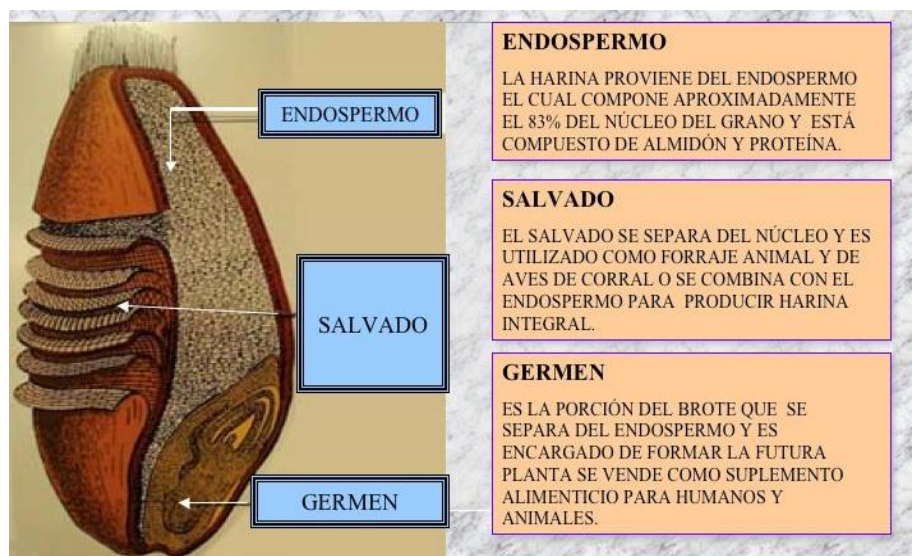 ENDOSPERMO
SALVADO
GERMEN
ENDOSPERMO
LA HARINA PROVIENE DEL ENDOSPERMO
EL CUAL COMPONE APROXIMADAMENTE
EL 83% DEL NÚCLEO DEL GRANO Y ESTÁ
COMPUESTO DE ALMIDÓN Y PROTEÍNA.
SALVADO
EL SALVADO SE SEPARA DEL NÚCLEO Y ES
UTILIZADO COMO FORRAJE ANIMAL Y DE
AVES DE CORRAL O SE COMBINA CON EL
ENDOSPERMO PARA PRODUCIR HARINA
INTEGRAL.
GERMEN
ES LA PORCIÓN DEL BROTE QUE SE
SEPARA DEL ENDOSPERMO Y ES
ENCARGADO DE FORMAR LA FUTURA
PLANTA SE VENDE COMO SUPLEMENTO
ALIMENTICIO PARA HUMANOS Y
ANIMALES.